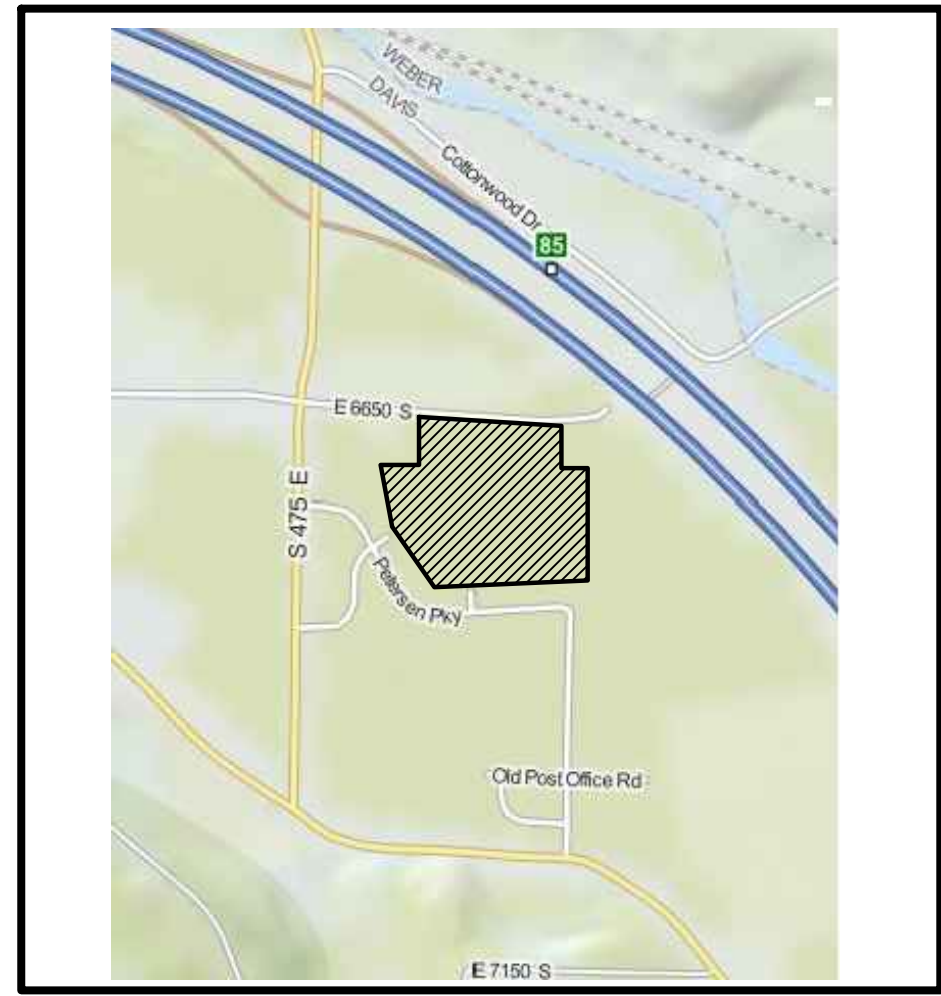 WEBER
DAVIS
Cottonwood Dr
85
E 6650 S
S 475 E
Petersen Pky
Old Post Office Rd
E 7150 S